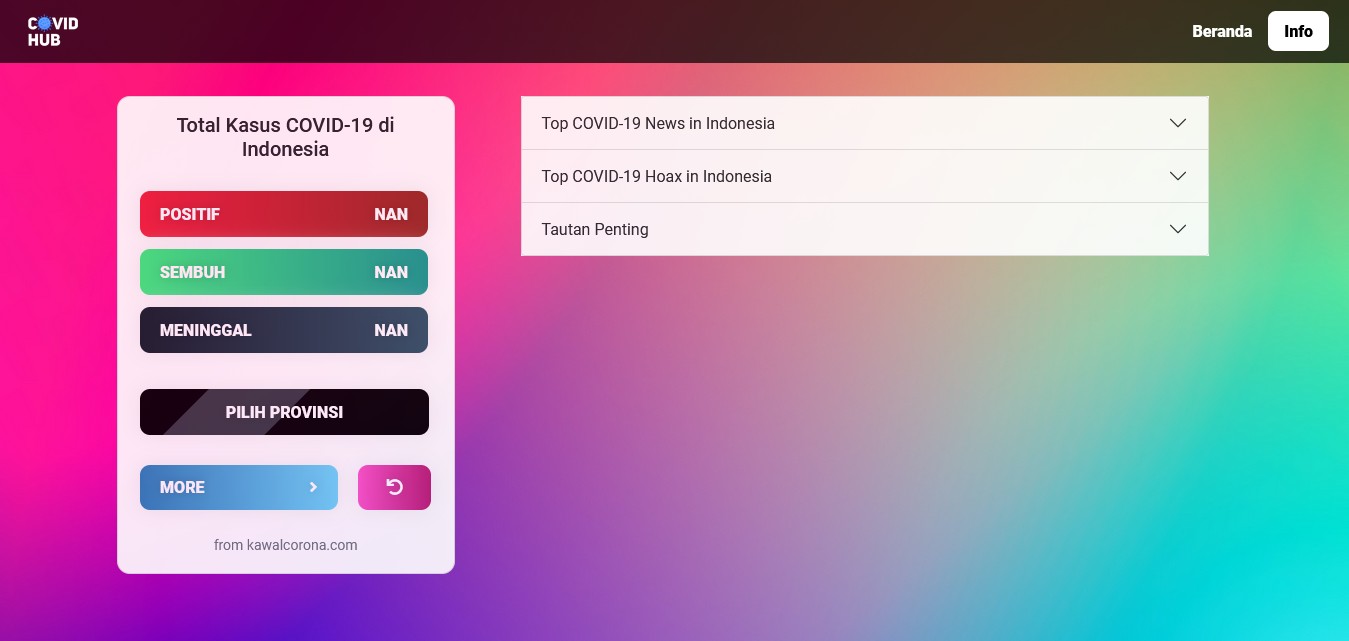 COVID
HUB
Beranda
Info
Total Kasus COVID-19 di
Indonesia
POSITIF NAN
SEMBUH NAN
MENINGGAL NAN
PILIH PROVINSI
MORE
from kawalcorona.com
Top COVID-19 News in Indonesia
Top COVID-19 Hoax in Indonesia
Tautan Penting